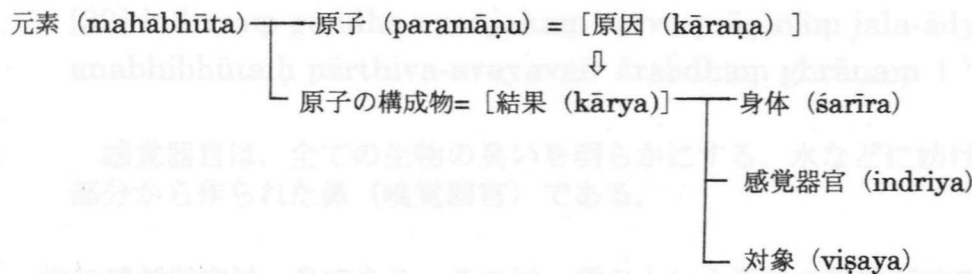 元素 (mahābhūta) 原子 (paramāṇu) = [原因 (kāraṇa) ]
⇓
原子の構成物= [結果 (kārya)] 身体 (śarīra)
感覚器官 (indriya)
対象 (viṣaya)